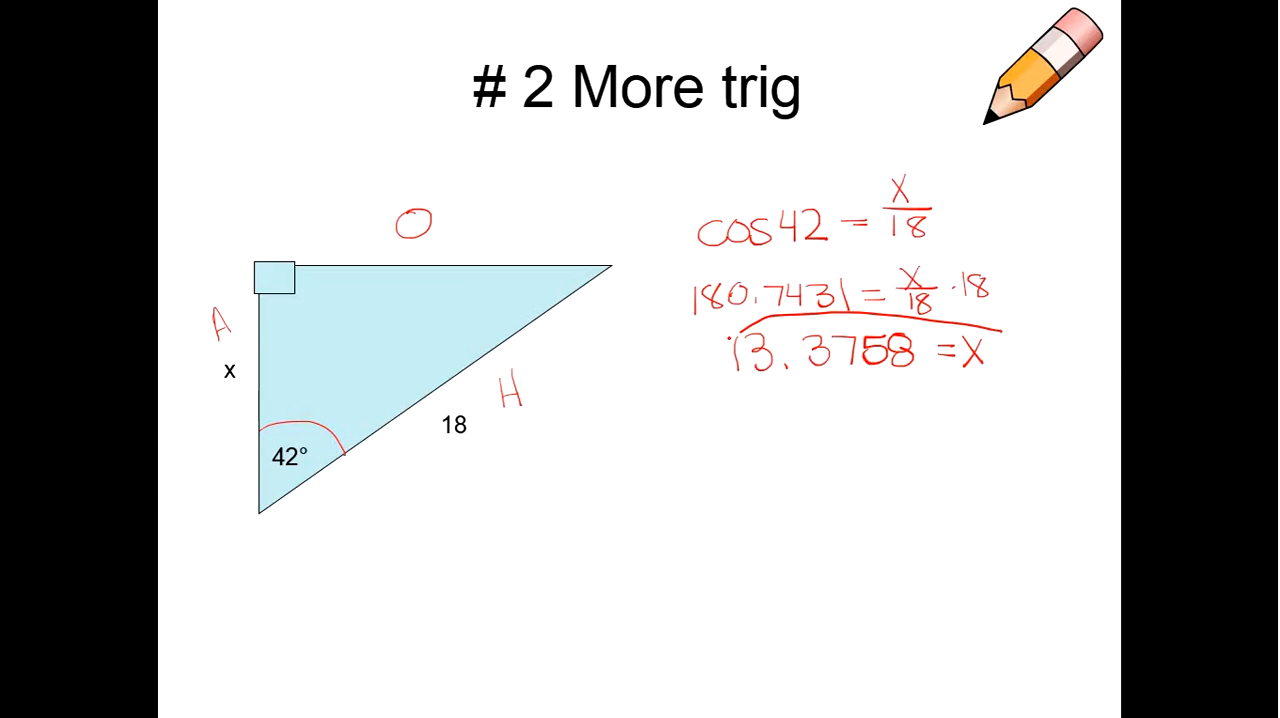 # 2 More trig
O
cos42 = x/18
180.7431 = x/18 · 18
13.3758 = x
A
x
H
18
42°